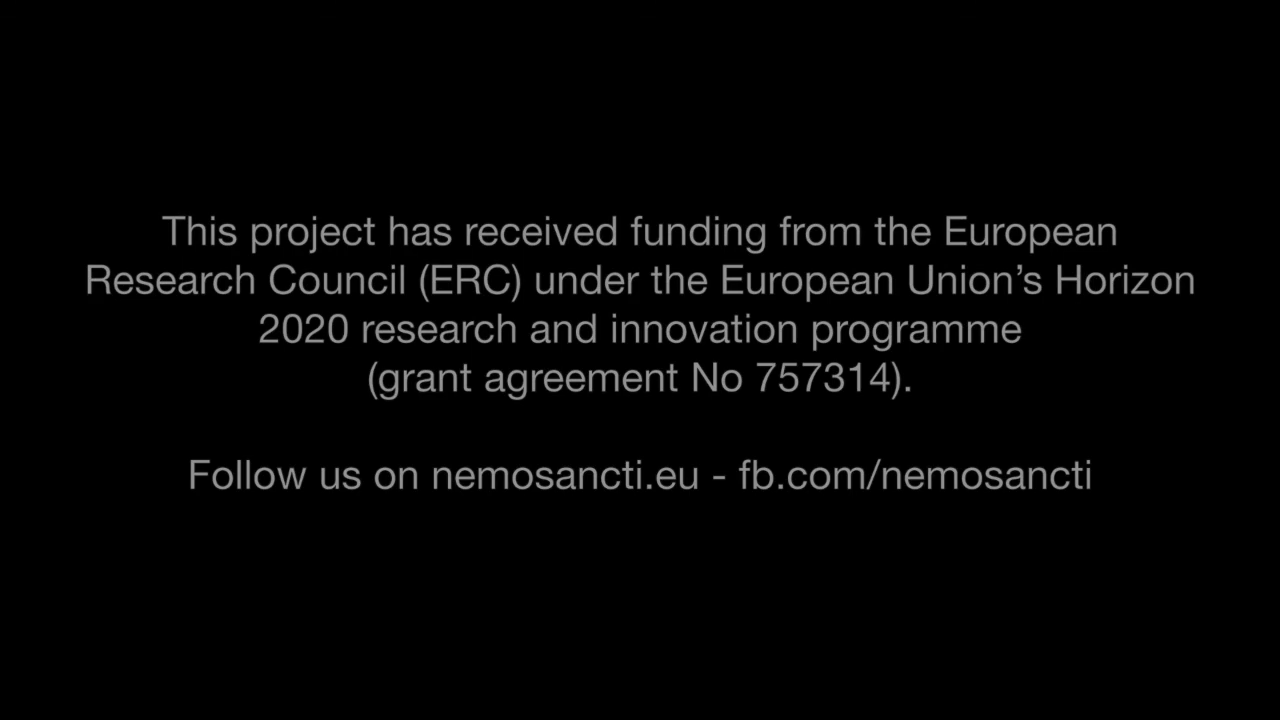 This project has received funding from the European
Research Council (ERC) under the European Union’s Horizon
2020 research and innovation programme
(grant agreement No 757314).
Follow us on nemosancti.eu - fb.com/nemosancti